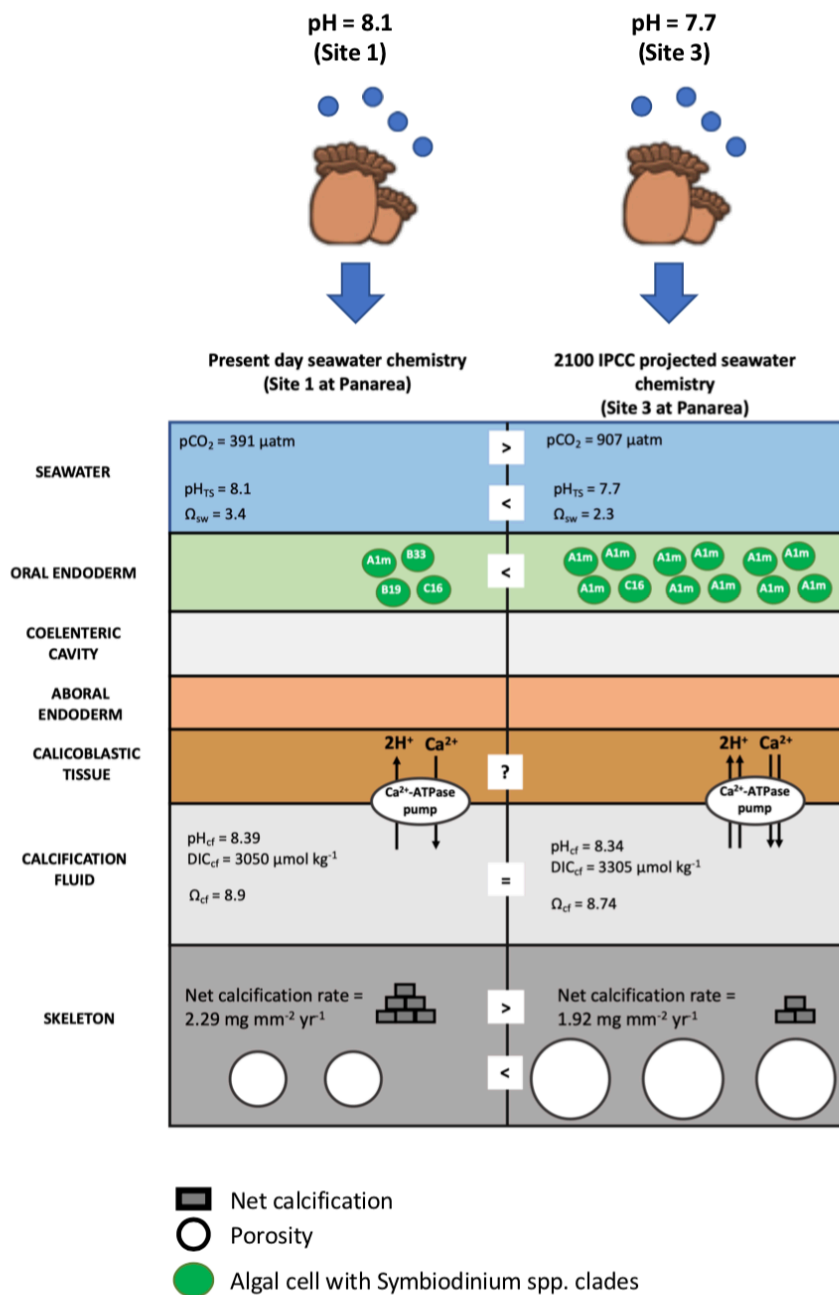 pH = 8.1
(Site 1)
pH = 7.7
(Site 3)
Present day seawater chemistry
(Site 1 at Panarea)
2100 IPCC projected seawater
chemistry
(Site 3 at Panarea)
SEAWATER
pCO₂ = 391 µatm
>
pCO₂ = 907 µatm
pH_TS = 8.1
Ω_sw = 3.4
<
pH_TS = 7.7
Ω_sw = 2.3
ORAL ENDODERM
A1m B33
B19 C16
<
A1m A1m A1m A1m A1m A1m
A1m C16 A1m A1m A1m A1m
COELENTERIC
CAVITY
ABORAL
ENDODERM
CALICOBLASTIC
TISSUE
2H⁺ Ca²⁺
Ca²⁺-ATPase
pump
?
2H⁺ Ca²⁺
Ca²⁺-ATPase
pump
CALCIFICATION
FLUID
pH_cf = 8.39
DIC_cf = 3050 µmol kg⁻¹
Ω_cf = 8.9
=
pH_cf = 8.34
DIC_cf = 3305 µmol kg⁻¹
Ω_cf = 8.74
SKELETON
Net calcification rate =
2.29 mg mm⁻² yr⁻¹
>
Net calcification rate =
1.92 mg mm⁻² yr⁻¹
<
Net calcification
Porosity
Algal cell with Symbiodinium spp. clades